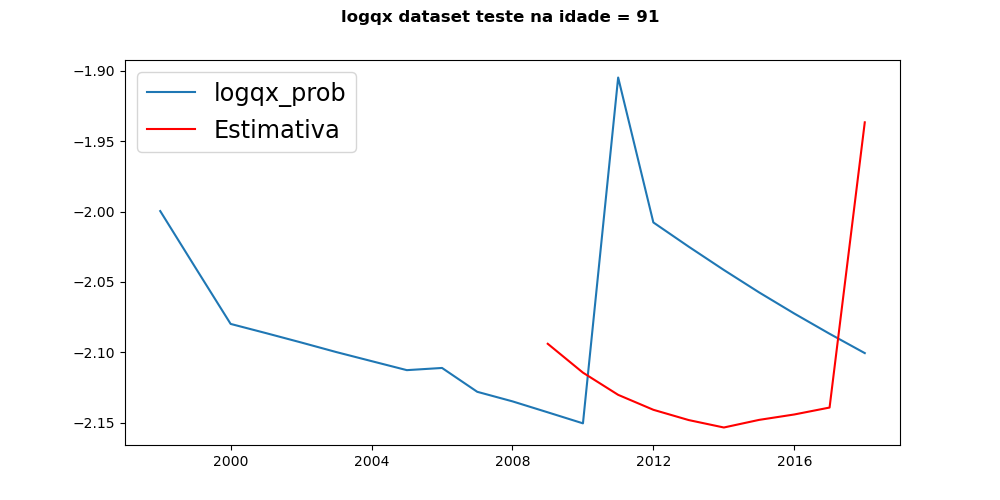 logqx dataset teste na idade = 91
logqx_prob
Estimativa
−1.90
−1.95
−2.00
−2.05
−2.10
−2.15
2000 2004 2008 2012 2016